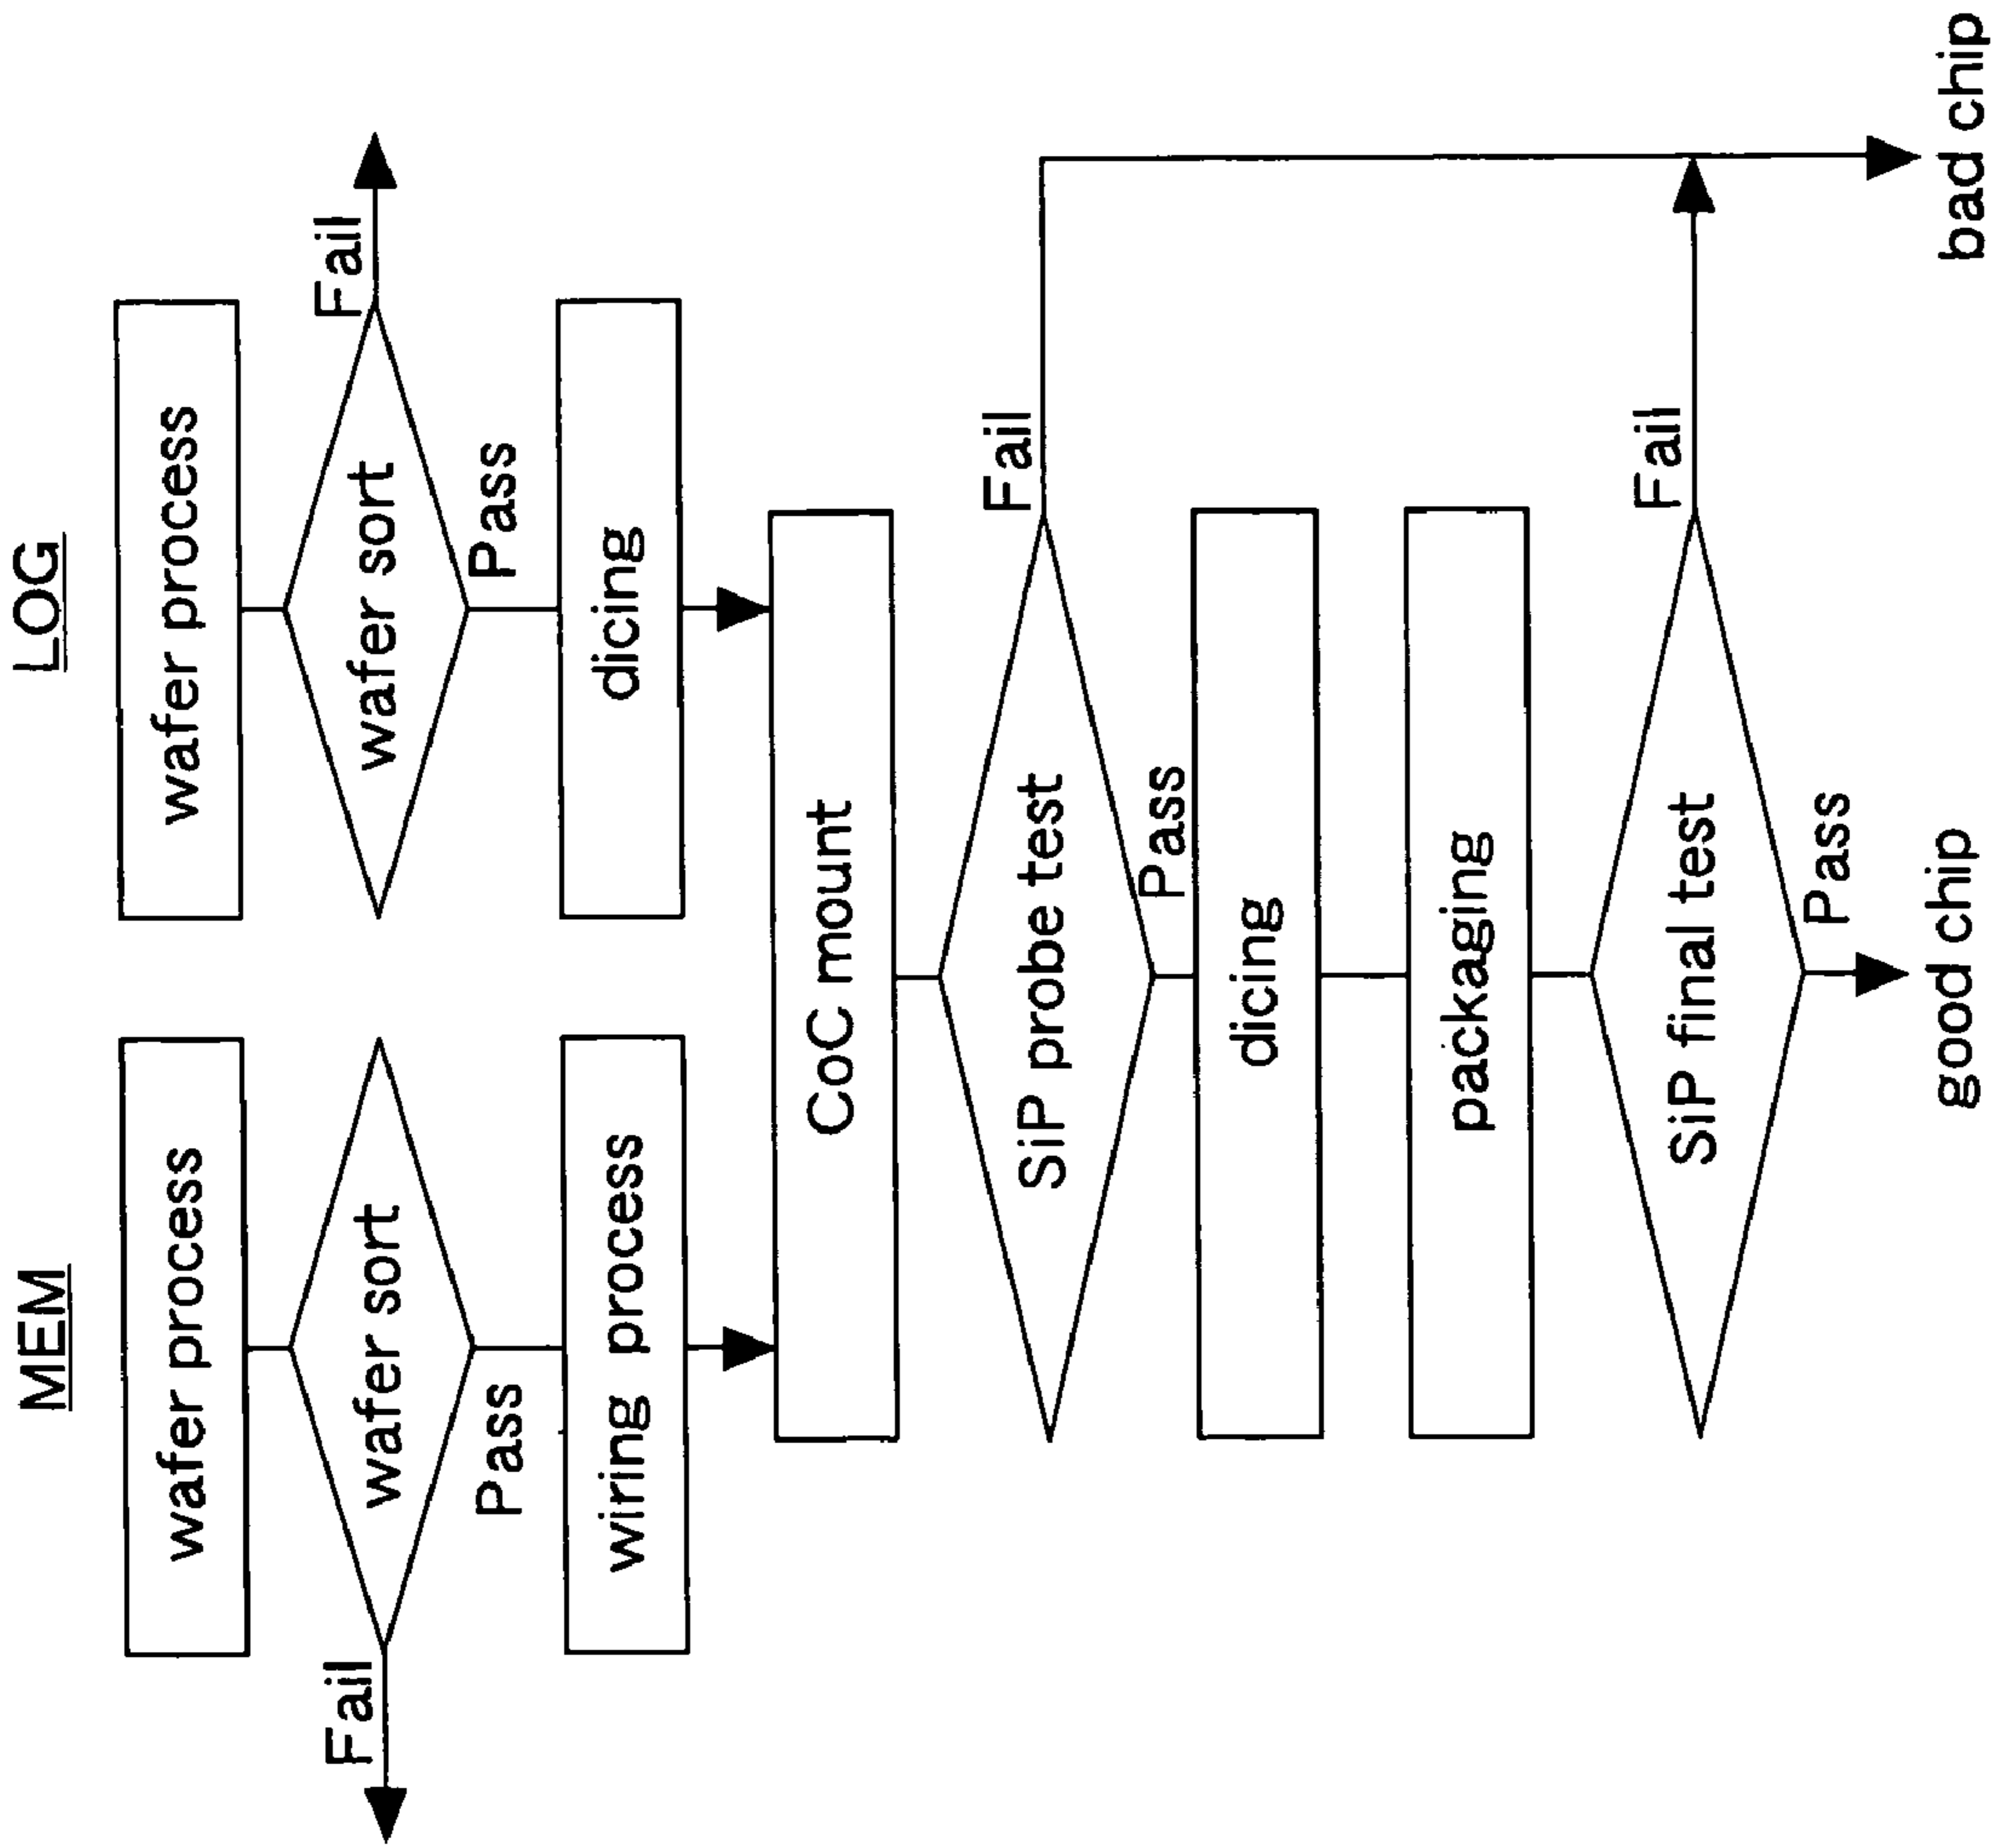 MEM
LOG
wafer process
wafer process
Fail
wafer sort
wafer sort
Fail
Pass
Pass
wiring process
dicing
CoC mount
SiP probe test
Fail
Pass
dicing
packaging
SiP final test
Fail
Pass
good chip
bad chip